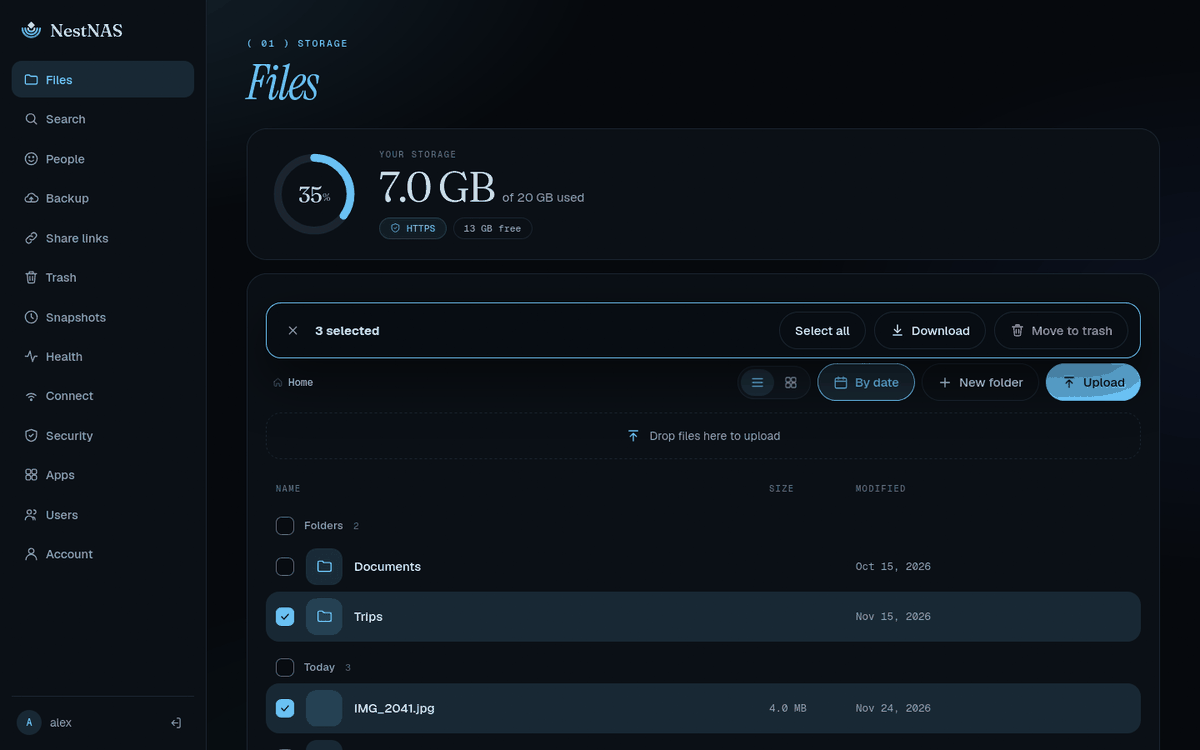 NestNAS
Files
Search
People
Backup
Share links
Trash
Snapshots
Health
Connect
Security
Apps
Users
Account
A alex
( 01 ) STORAGE
Files
35%
YOUR STORAGE
7.0 GB of 20 GB used
HTTPS 13 GB free
3 selected Select all Download Move to trash
Home By date New folder Upload
Drop files here to upload
NAME SIZE MODIFIED
Folders 2
Documents Oct 15, 2026
Trips Nov 15, 2026
Today 3
IMG_2041.jpg 4.0 MB Nov 24, 2026